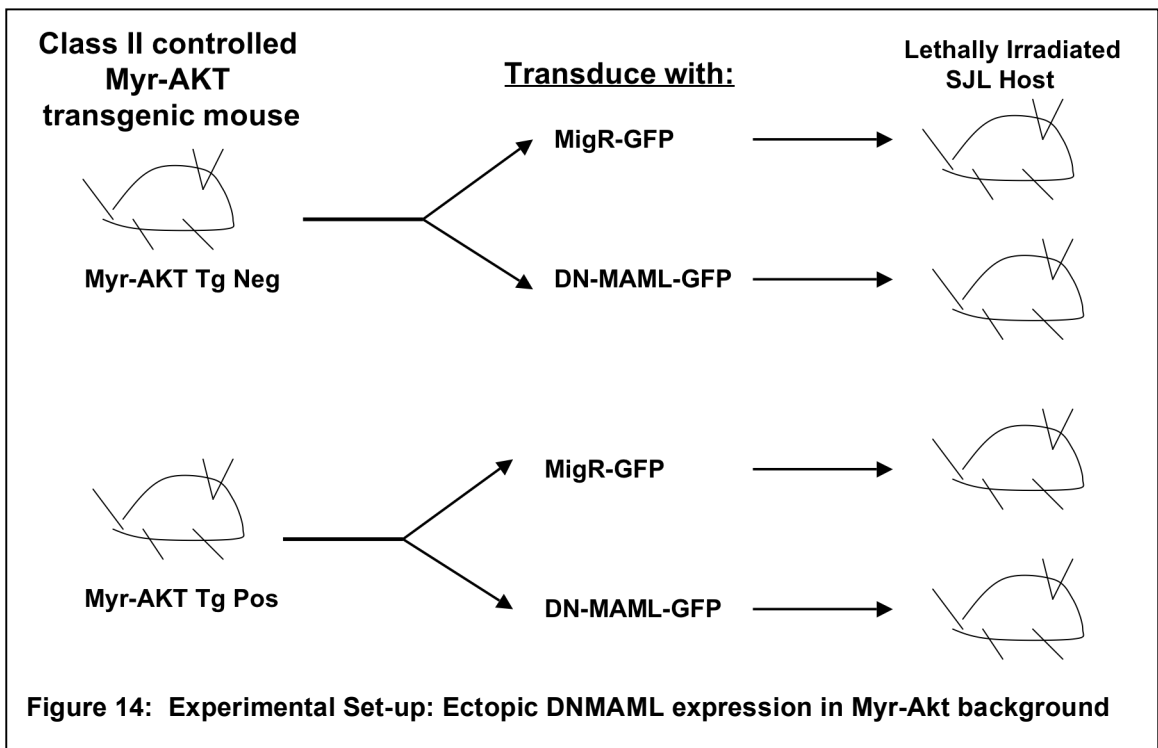 Class II controlled
Myr-AKT
transgenic mouse
Transduce with:
Lethally Irradiated
SJL Host
MigR-GFP
Myr-AKT Tg Neg
DN-MAML-GFP
MigR-GFP
Myr-AKT Tg Pos
DN-MAML-GFP
Figure 14:  Experimental Set-up: Ectopic DNMAML expression in Myr-Akt background